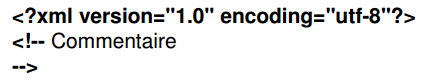 <?xml version="1.0" encoding="utf-8"?>
<!-- Commentaire
-->